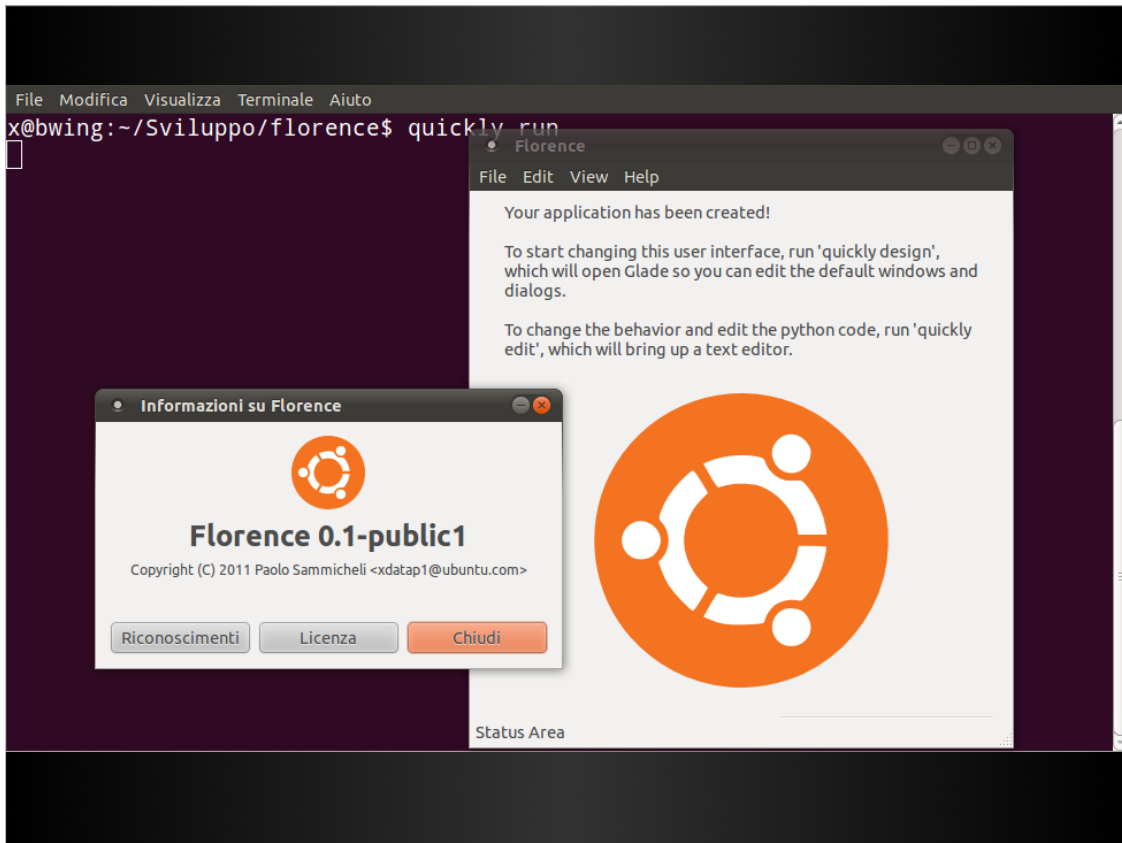 File Modifica Visualizza Terminale Aiuto
x@bwing:~/Sviluppo/florence$ quickly run
Florence
File Edit View Help
Your application has been created!
To start changing this user interface, run 'quickly design',
which will open Glade so you can edit the default windows and
dialogs.
To change the behavior and edit the python code, run 'quickly
edit', which will bring up a text editor.
Informazioni su Florence
Florence 0.1-public1
Copyright (C) 2011 Paolo Sammicheli <xdatap1@ubuntu.com>
Riconoscimenti Licenza Chiudi
Status Area